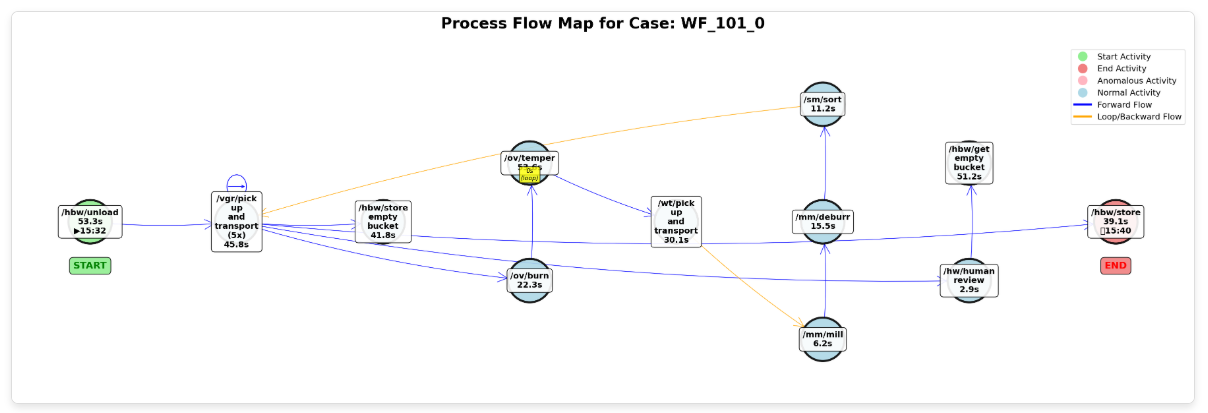 Process Flow Map for Case: WF_101_0
Start Activity
End Activity
Anomalous Activity
Normal Activity
Forward Flow
Loop/Backward Flow
/hbw/unload
53.3s
▶15:32
START
/vgr/pick
up
and
transport
(5x)
45.8s
/hbw/store
empty
bucket
41.8s
/ov/temper
0s
(loop)
/ov/burn
22.3s
/wt/pick
up
and
transport
30.1s
/sm/sort
11.2s
/mm/deburr
15.5s
/mm/mill
6.2s
/hbw/get
empty
bucket
51.2s
/hw/human
review
2.9s
/hbw/store
39.1s
15:40
END